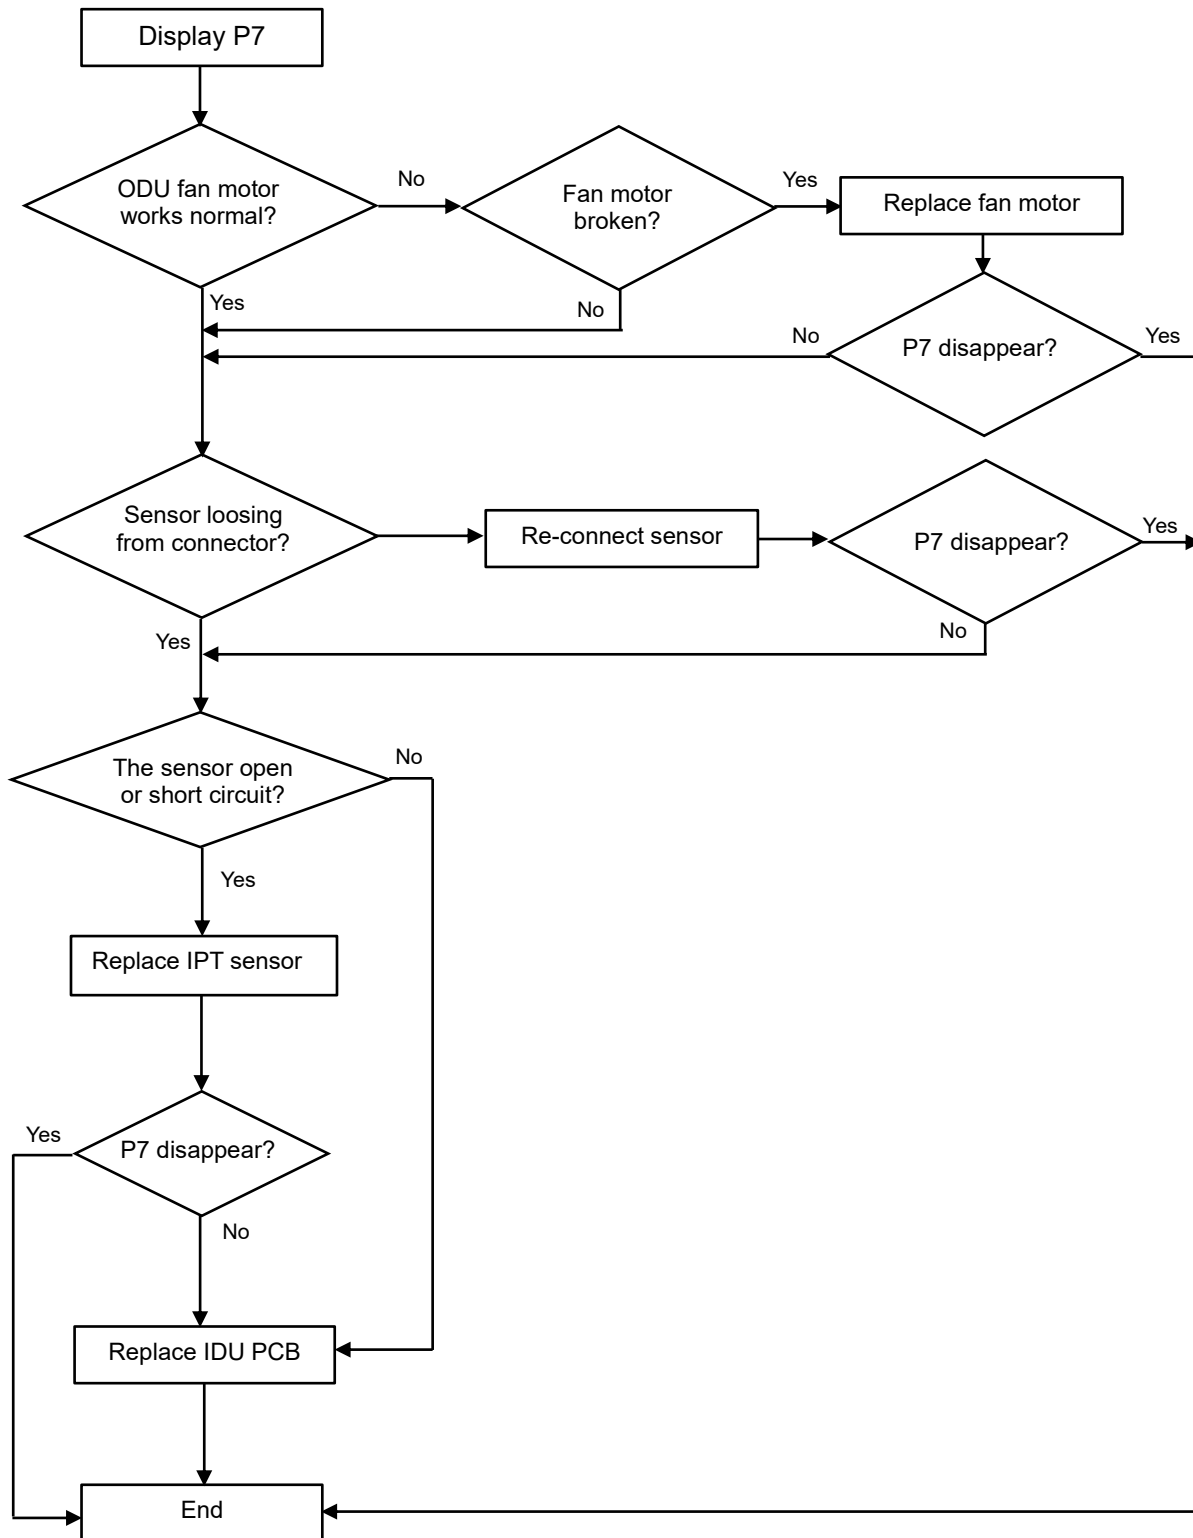 Display P7
ODU fan motor
works normal?
No
Fan motor
broken?
Yes
Replace fan motor
Yes
No
No
P7 disappear?
Yes
Sensor loosing
from connector?
Re-connect sensor
P7 disappear?
Yes
Yes
No
The sensor open
or short circuit?
No
Yes
Replace IPT sensor
Yes
P7 disappear?
No
Replace IDU PCB
End